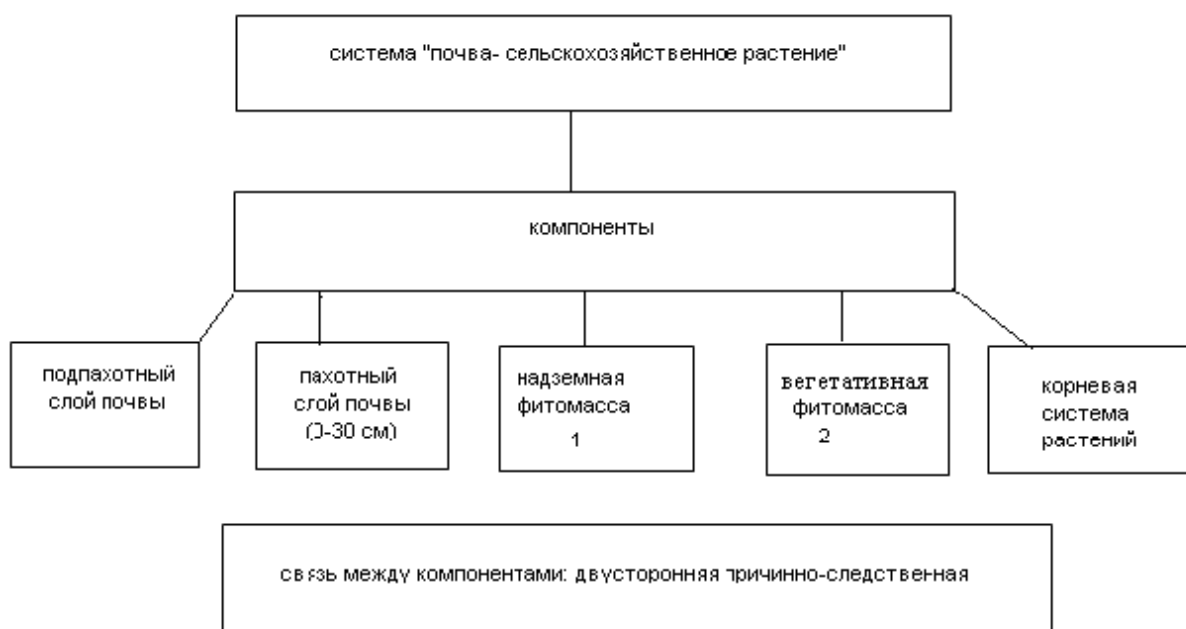 система "почва- сельскохозяйственное растение"
компоненты
подпахотный
слой почвы
пахотный
слой почвы
(0-30 см)
надземная
фитомасса
1
вегетативная
фитомасса
2
корневая
система
растений
связь между компонентами: двусторонняя причинно-следственная